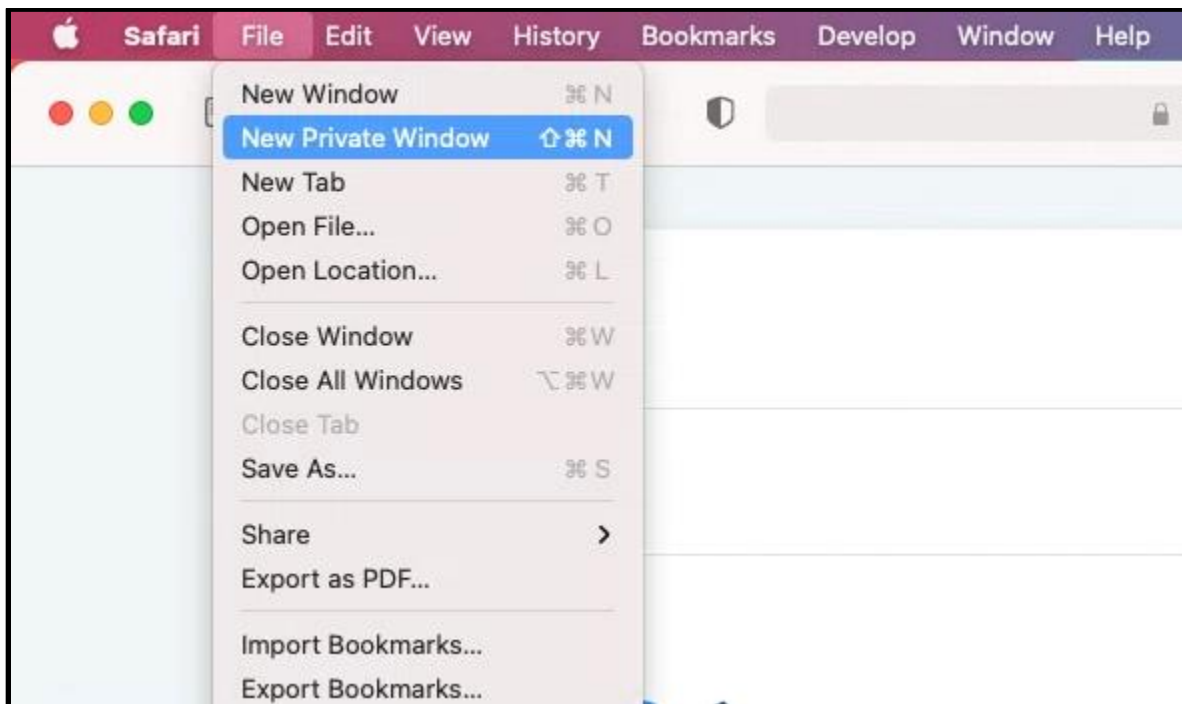 Safari File Edit View History Bookmarks Develop Window Help
New Window ⌘ N
New Private Window ⇧⌘ N
New Tab ⌘ T
Open File... ⌘ O
Open Location... ⌘ L
Close Window ⌘ W
Close All Windows ⌥⌘ W
Close Tab
Save As... ⌘ S
Share
Export as PDF...
Import Bookmarks...
Export Bookmarks...